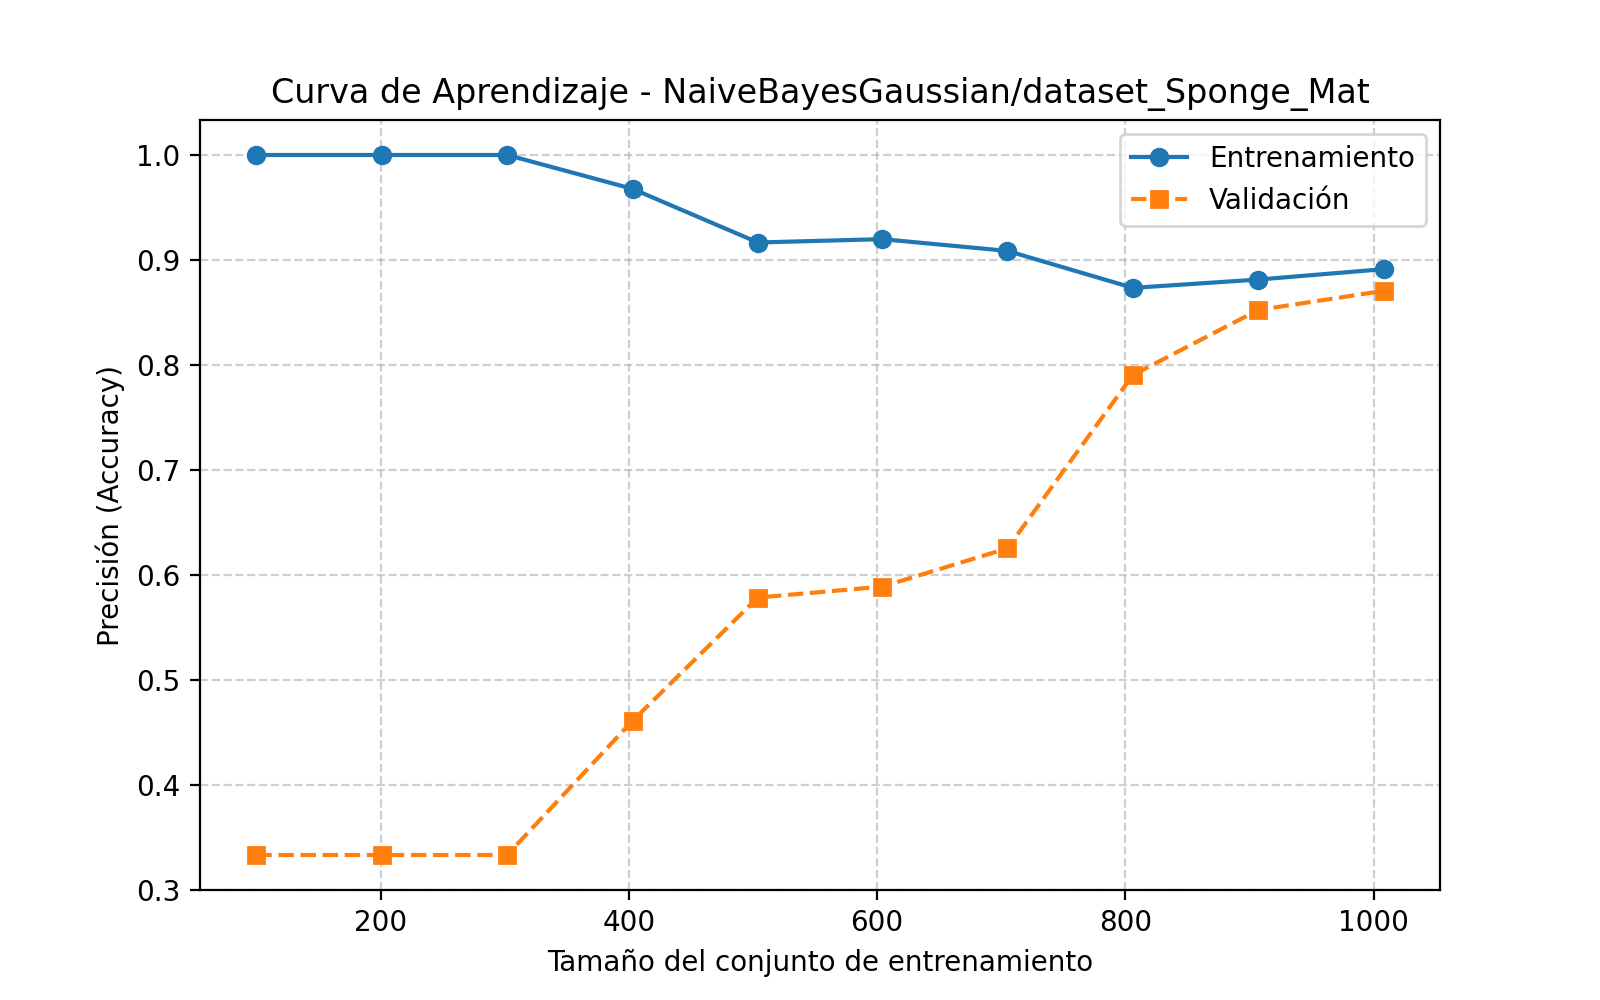 Curva de Aprendizaje - NaiveBayesGaussian/dataset_Sponge_Mat
Entrenamiento
Validación
Precisión (Accuracy)
1.0
0.9
0.8
0.7
0.6
0.5
0.4
0.3
200 400 600 800 1000
Tamaño del conjunto de entrenamiento